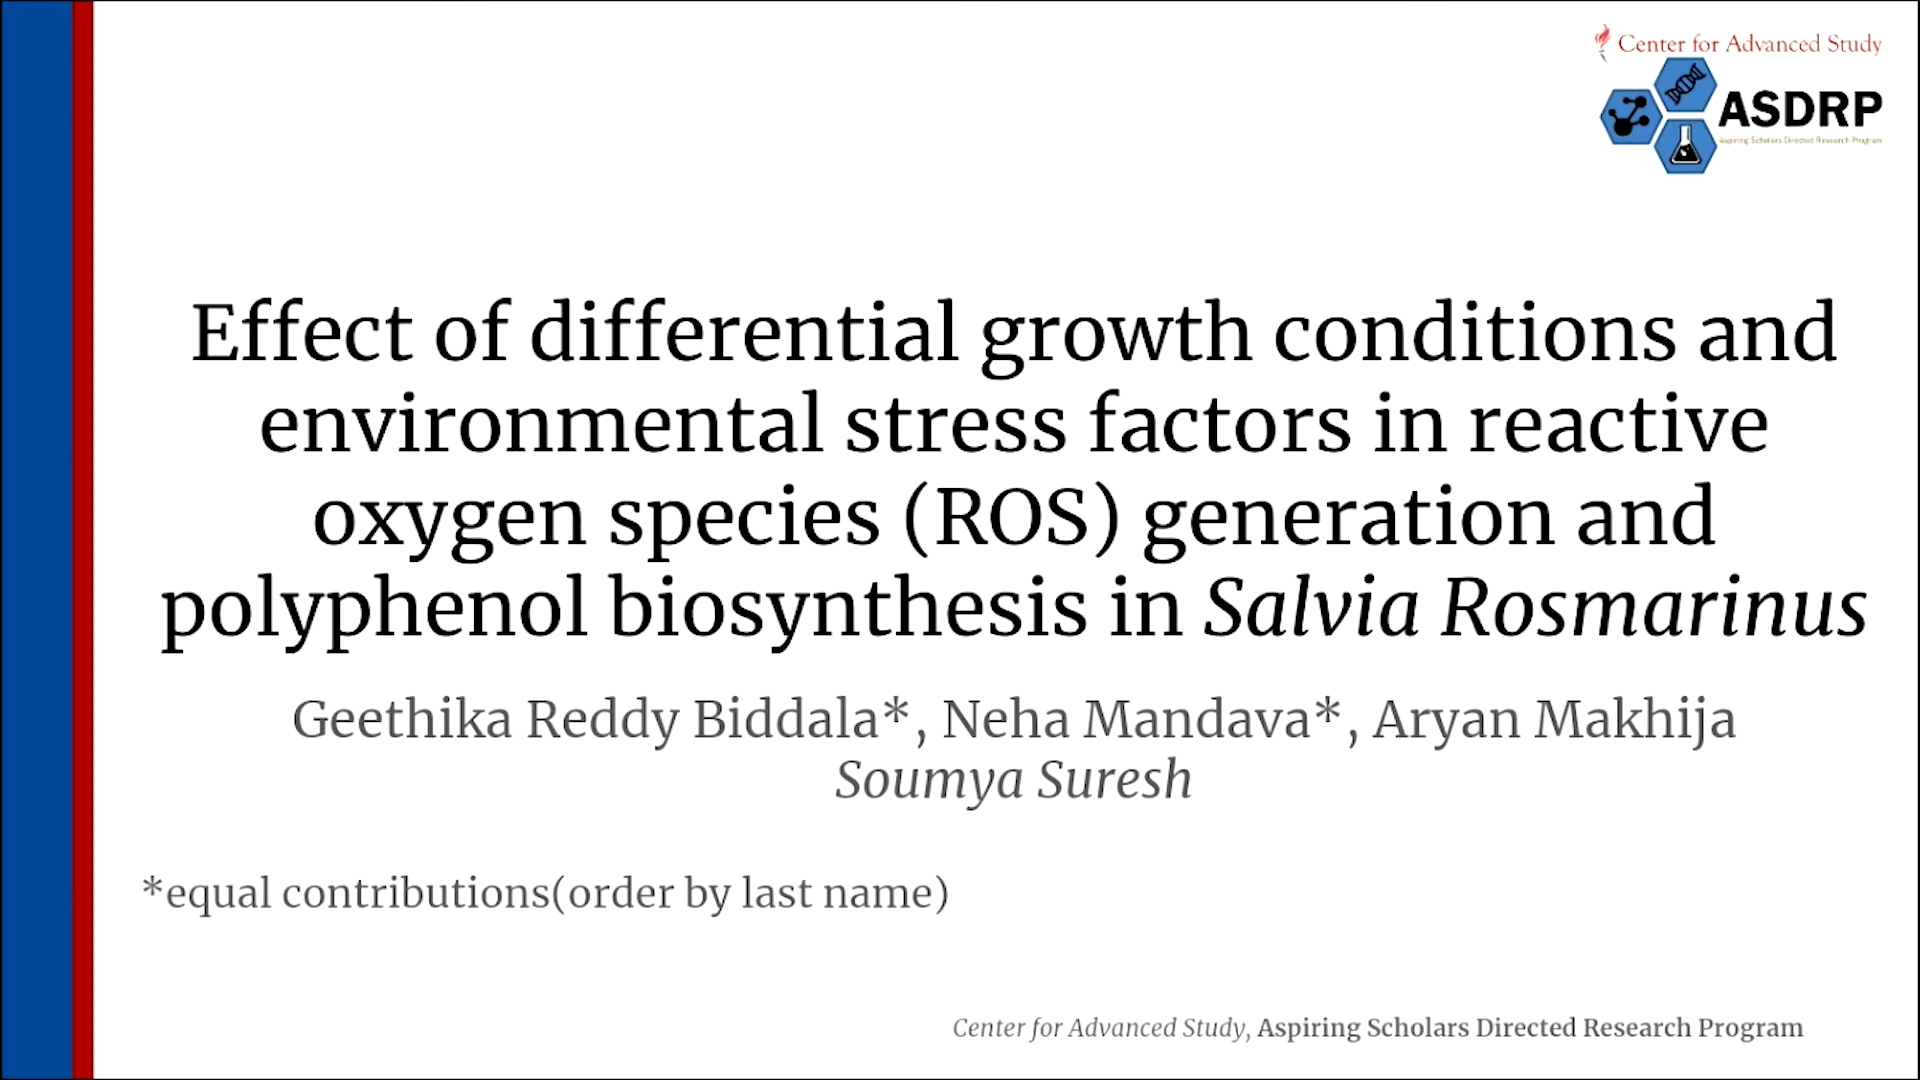 Center for Advanced Study
ASDRP
Aspiring Scholars Directed Research Program
Effect of differential growth conditions and
environmental stress factors in reactive
oxygen species (ROS) generation and
polyphenol biosynthesis in Salvia Rosmarinus
Geethika Reddy Biddala*, Neha Mandava*, Aryan Makhija
Soumya Suresh
*equal contributions(order by last name)
Center for Advanced Study, Aspiring Scholars Directed Research Program